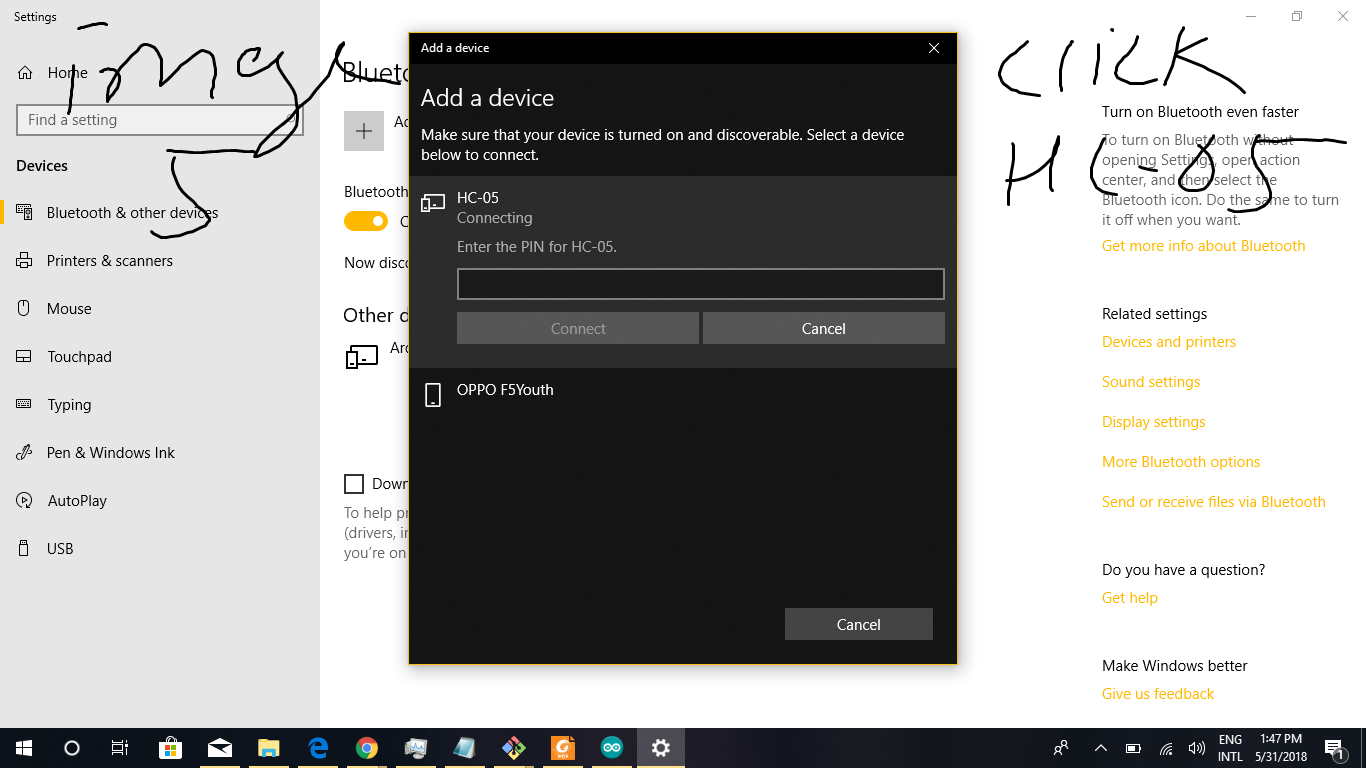 Settings
image
5
Home
Find a setting
Devices
Bluetooth & other devices
Printers & scanners
Mouse
Touchpad
Typing
Pen & Windows Ink
AutoPlay
USB
Blueto
Ad
Bluetooth
Now disco
Other d
Ard
Down
To help pr
(drivers, in
you're on
Add a device
Add a device
Make sure that your device is turned on and discoverable. Select a device
below to connect.
HC-05
Connecting
Enter the PIN for HC-05.
Connect
Cancel
OPPO F5Youth
Cancel
CliCK
HC-05
Turn on Bluetooth even faster
To turn on Bluetooth without
opening Settings, open action
center, and then select the
Bluetooth icon. Do the same to turn
it off when you want.
Get more info about Bluetooth
Related settings
Devices and printers
Sound settings
Display settings
More Bluetooth options
Send or receive files via Bluetooth
Do you have a question?
Get help
Make Windows better
Give us feedback
ENG
INTL
1:47 PM
5/31/2018
1